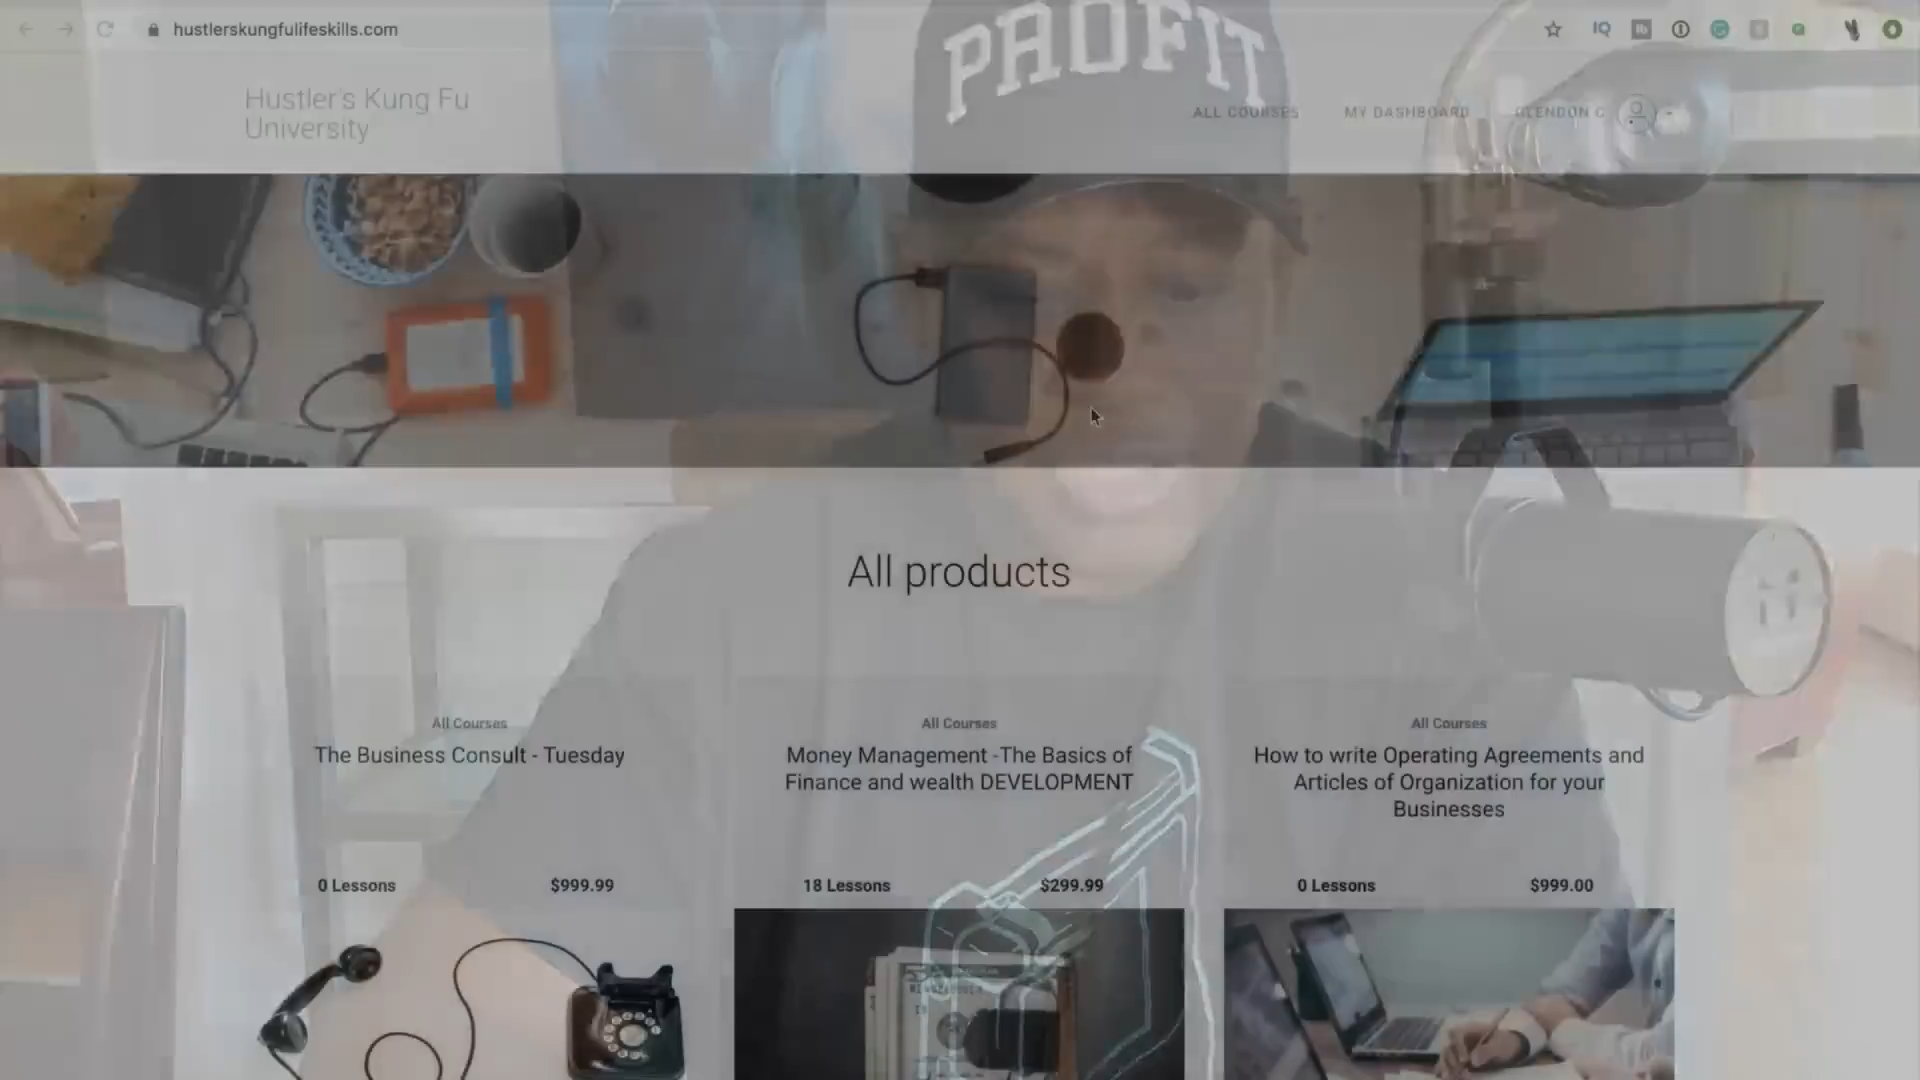 hustlerskungfulifeskills.com
PROFIT
Hustler's Kung Fu
University
ALL COURSES
MY DASHBOARD
GLENDON C
All products
All Courses
The Business Consult - Tuesday
0 Lessons
$999.99
All Courses
Money Management -The Basics of
Finance and wealth DEVELOPMENT
18 Lessons
$299.99
All Courses
How to write Operating Agreements and
Articles of Organization for your
Businesses
0 Lessons
$999.00